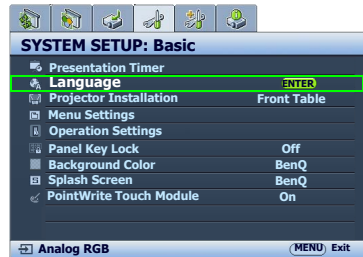 SYSTEM SETUP: Basic
Presentation Timer
Language ENTER
Projector Installation Front Table
Menu Settings
Operation Settings
Panel Key Lock Off
Background Color BenQ
Splash Screen BenQ
PointWrite Touch Module On
Analog RGB MENU Exit